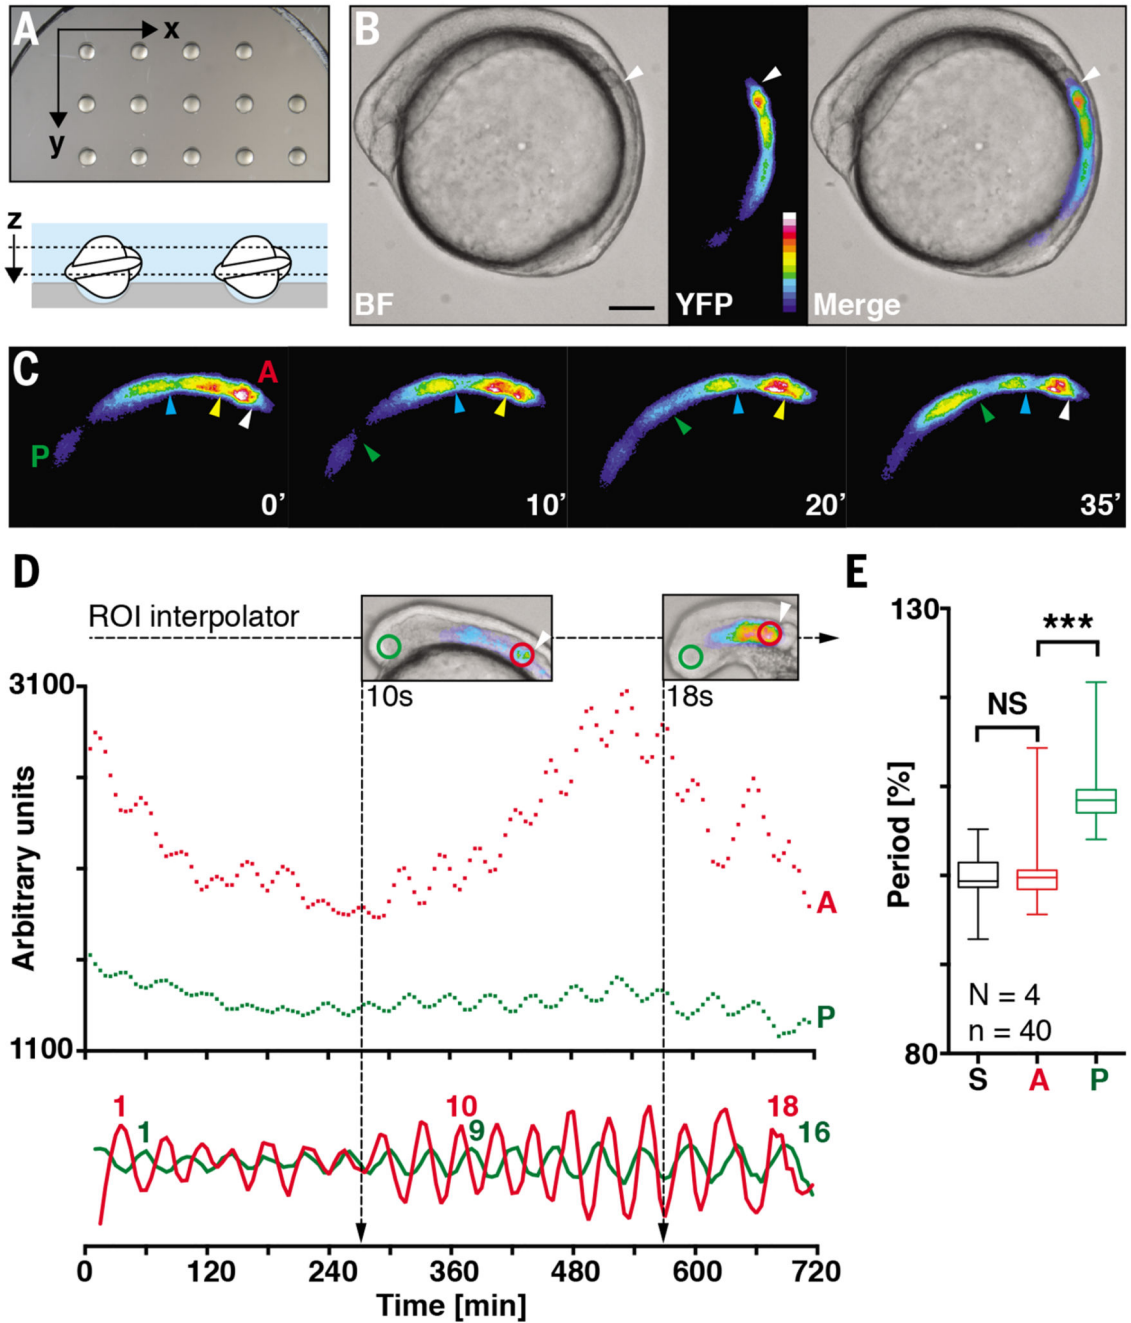 A
x
y
z
B
BF
YFP
Merge
C
A
P
0’
10’
20’
35’
D
ROI interpolator
10s
18s
3100
1100
Arbitrary units
A
P
1
1
10
9
18
16
0
120
240
360
480
600
720
Time [min]
E
130
80
Period [%]
***
NS
N = 4
n = 40
S
A
P